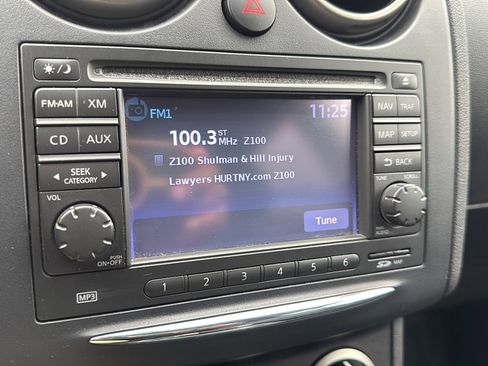 FM1
11:25
100.3 ST MHz Z100
Z100 Shulman & Hill Injury
Lawyers HURTNY.com Z100
Tune
FM•AM XM
CD AUX
SEEK
CATEGORY
VOL
PUSH
ON•OFF
MP3
1 2 3 4 5 6
NAV TRAF
MAP SETUP
BACK
TUNE SCROLL
AUDIO
SD MAP